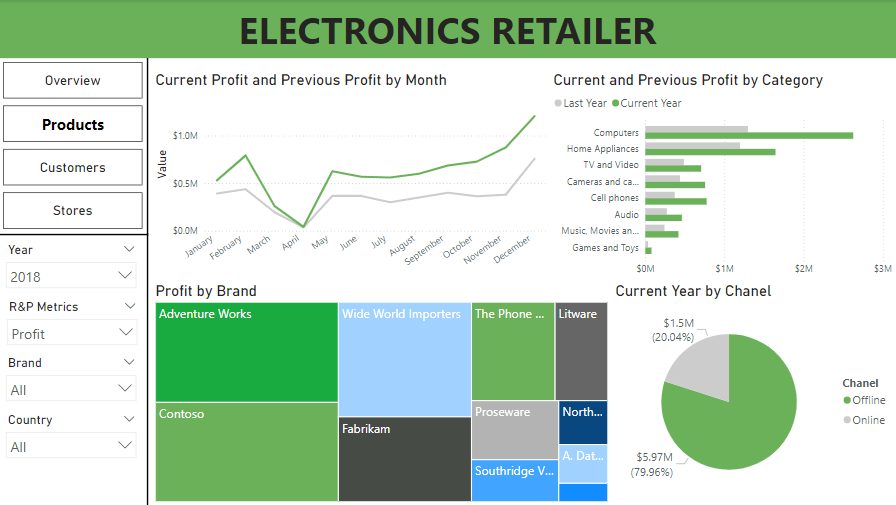 ELECTRONICS RETAILER
Overview
Products
Customers
Stores
Year
2018
R&P Metrics
Profit
Brand
All
Country
All
Current Profit and Previous Profit by Month
Value
$1.0M
$0.5M
$0.0M
January
February
March
April
May
June
July
August
September
October
November
December
Current and Previous Profit by Category
Last Year Current Year
Computers
Home Appliances
TV and Video
Cameras and ca...
Cell phones
Audio
Music, Movies an...
Games and Toys
$0M $1M $2M $3M
Profit by Brand
Adventure Works
Contoso
Wide World Importers
Fabrikam
The Phone ...
Litware
Proseware
North...
Southridge V...
A. Dat...
Current Year by Chanel
$1.5M
(20.04%)
$5.97M
(79.96%)
Chanel
Offline
Online